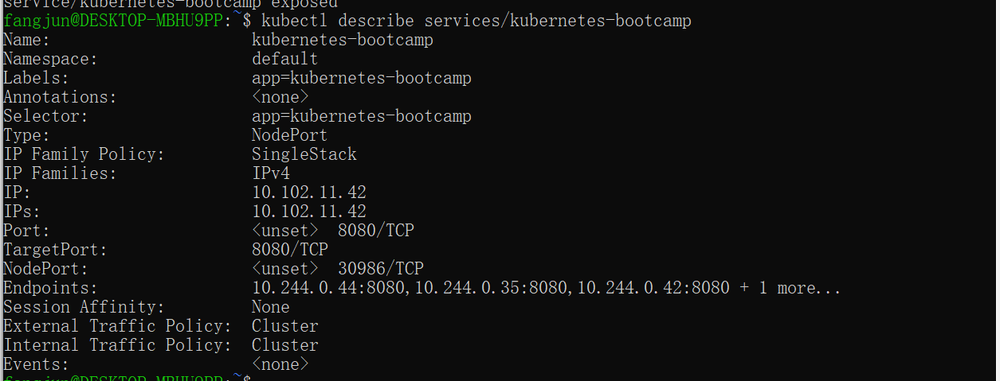 service/kubernetes-bootcamp exposed
fangjun@DESKTOP-MBHU9PP:~$ kubectl describe services/kubernetes-bootcamp
Name: kubernetes-bootcamp
Namespace: default
Labels: app=kubernetes-bootcamp
Annotations: <none>
Selector: app=kubernetes-bootcamp
Type: NodePort
IP Family Policy: SingleStack
IP Families: IPv4
IP: 10.102.11.42
IPs: 10.102.11.42
Port: <unset> 8080/TCP
TargetPort: 8080/TCP
NodePort: <unset> 30986/TCP
Endpoints: 10.244.0.44:8080,10.244.0.35:8080,10.244.0.42:8080 + 1 more...
Session Affinity: None
External Traffic Policy: Cluster
Internal Traffic Policy: Cluster
Events: <none>
fangjun@DESKTOP-MBHU9PP:~$